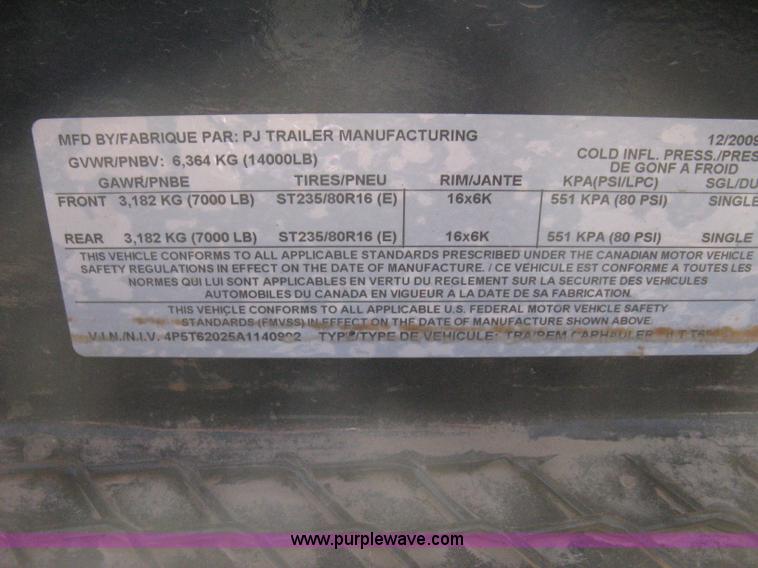 MFD BY/FABRIQUE PAR: PJ TRAILER MANUFACTURING 12/2009
GVWR/PNBV: 6,364 KG (14000LB) COLD INFL. PRESS./PRES
DE GONF A FROID
GAWR/PNBE TIRES/PNEU RIM/JANTE KPA(PSI/LPC) SGL/DU
FRONT 3,182 KG (7000 LB) ST235/80R16 (E) 16x6K 551 KPA (80 PSI) SINGLE
REAR 3,182 KG (7000 LB) ST235/80R16 (E) 16x6K 551 KPA (80 PSI) SINGLE
THIS VEHICLE CONFORMS TO ALL APPLICABLE STANDARDS PRESCRIBED UNDER THE CANADIAN MOTOR VEHICLE
SAFETY REGULATIONS IN EFFECT ON THE DATE OF MANUFACTURE. / CE VÉHICULE EST CONFORME A TOUTES LES
NORMES QUI LUI SONT APPLICABLES EN VERTU DU REGLEMENT SUR LA SECURITE DES VEHICULES
AUTOMOBILES DU CANADA EN VIGUEUR A LA DATE DE SA FABRICATION.
THIS VEHICLE CONFORMS TO ALL APPLICABLE U.S. FEDERAL MOTOR VEHICLE SAFETY
STANDARDS (FMVSS) IN EFFECT ON THE DATE OF MANUFACTURE SHOWN ABOVE.
V.I.N./N.I.V. 4P5T62025A1140902 TYPE/TYPE DE VEHICULE: TRA/REM CARHAULER
www.purplewave.com